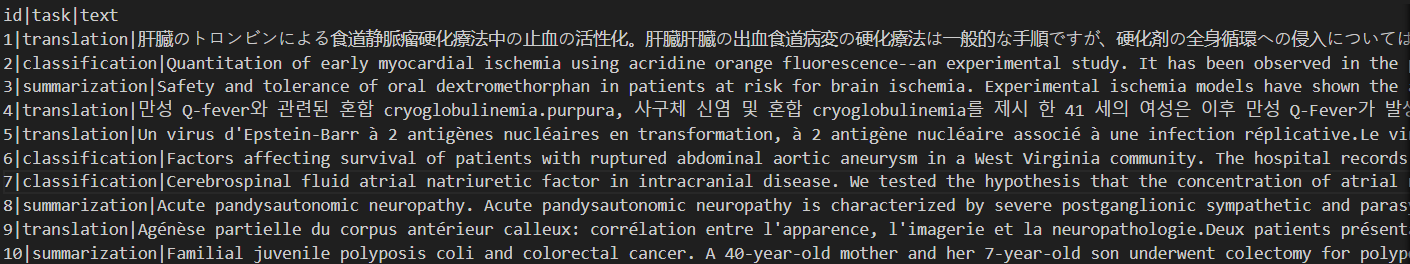 id|task|text
1|translation|肝臓のトロンビンによる食道静脈瘤硬化療法中の止血の活性化。肝臓肝臓の出血食道病変の硬化療法は一般的な手順ですが、硬化剤の全身循環への侵入については
2|classification|Quantitation of early myocardial ischemia using acridine orange fluorescence--an experimental study. It has been observed in the
3|summarization|Safety and tolerance of oral dextromethorphan in patients at risk for brain ischemia. Experimental ischemia models have shown the
4|translation|만성 Q-fever와 관련된 혼합 cryoglobulinemia.purpura, 사구체 신염 및 혼합 cryoglobulinemia를 제시 한 41 세의 여성은 이후 만성 Q-Fever가 발생
5|translation|Un virus d'Epstein-Barr à 2 antigènes nucléaires en transformation, à 2 antigène nucléaire associé à une infection réplicative.Le
6|classification|Factors affecting survival of patients with ruptured abdominal aortic aneurysm in a West Virginia community. The hospital records
7|classification|Cerebrospinal fluid atrial natriuretic factor in intracranial disease. We tested the hypothesis that the concentration of atrial
8|summarization|Acute pandysautonomic neuropathy. Acute pandysautonomic neuropathy is characterized by severe postganglionic sympathetic and
9|translation|Agénèse partielle du corpus antérieur calleux: corrélation entre l'apparence, l'imagerie et la neuropathologie.Deux patients
10|summarization|Familial juvenile polyposis coli and colorectal cancer. A 40-year-old mother and her 7-year-old son underwent colectomy for